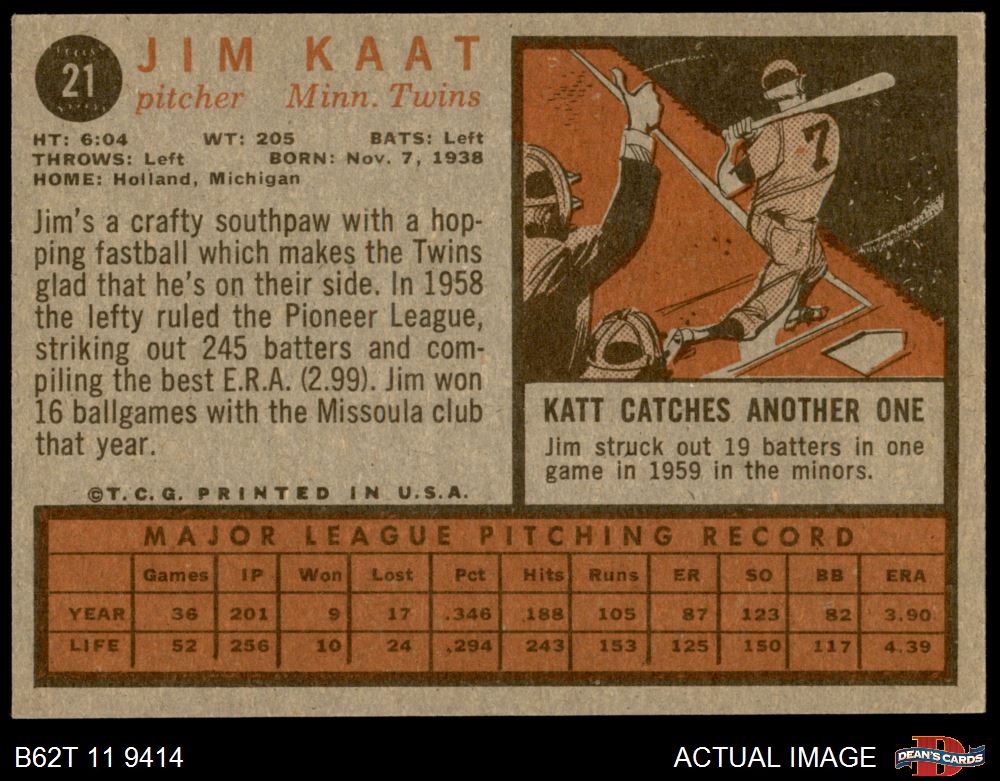 21
JIM KAAT
pitcher Minn. Twins
HT: 6:04 WT: 205 BATS: Left
THROWS: Left BORN: Nov. 7, 1938
HOME: Holland, Michigan
Jim's a crafty southpaw with a hop-
ping fastball which makes the Twins
glad that he's on their side. In 1958
the lefty ruled the Pioneer League,
striking out 245 batters and com-
piling the best E.R.A. (2.99). Jim won
16 ballgames with the Missoula club
that year.
©T.C.G. PRINTED IN U.S.A.
7
KATT CATCHES ANOTHER ONE
Jim struck out 19 batters in one
game in 1959 in the minors.
MAJOR LEAGUE PITCHING RECORD
Games IP Won Lost Pct Hits Runs ER SO BB ERA
YEAR 36 201 9 17 .346 188 105 87 123 82 3.90
LIFE 52 256 10 24 .294 243 153 125 150 117 4.39
B62T 11 9414 ACTUAL IMAGE
D
DEAN'S CARDS